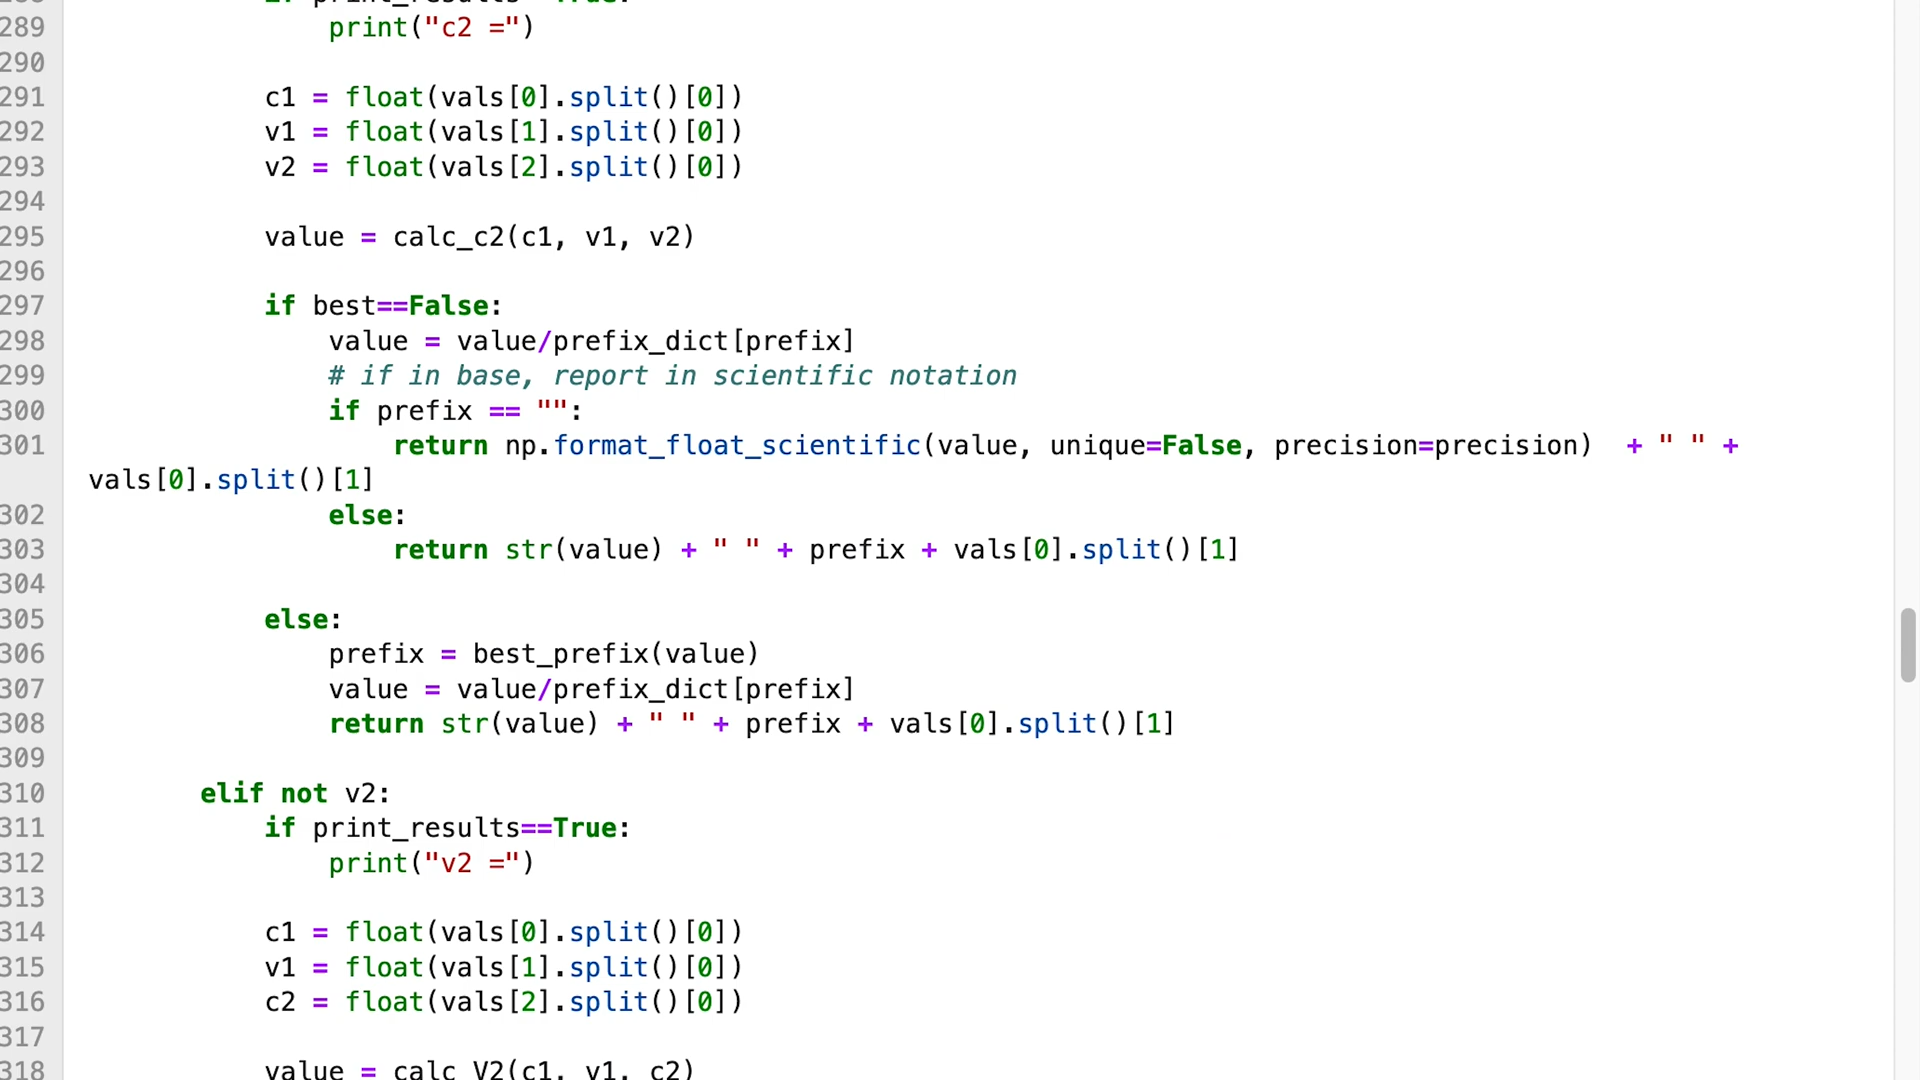 if print_results==True:
289 print("c2 =")
290
291 c1 = float(vals[0].split()[0])
292 v1 = float(vals[1].split()[0])
293 v2 = float(vals[2].split()[0])
294
295 value = calc_c2(c1, v1, v2)
296
297 if best==False:
298 value = value/prefix_dict[prefix]
299 # if in base, report in scientific notation
300 if prefix == "":
301 return np.format_float_scientific(value, unique=False, precision=precision)  + " " +
vals[0].split()[1]
302 else:
303 return str(value) + " " + prefix + vals[0].split()[1]
304
305 else:
306 prefix = best_prefix(value)
307 value = value/prefix_dict[prefix]
308 return str(value) + " " + prefix + vals[0].split()[1]
309
310 elif not v2:
311 if print_results==True:
312 print("v2 =")
313
314 c1 = float(vals[0].split()[0])
315 v1 = float(vals[1].split()[0])
316 c2 = float(vals[2].split()[0])
317
318 value = calc_V2(c1, v1, c2)